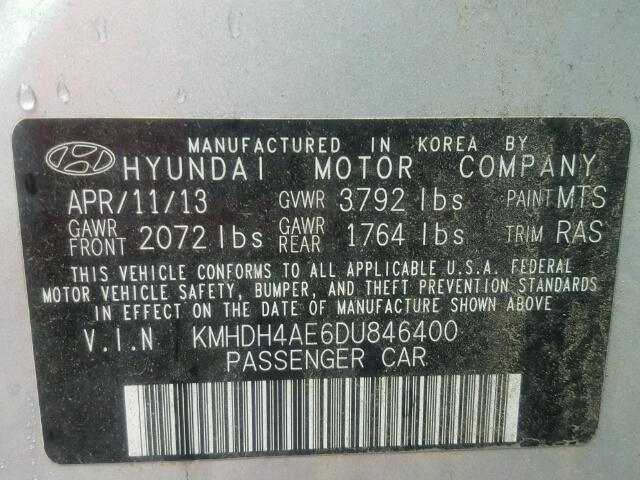 MANUFACTURED IN KOREA BY
HYUNDAI MOTOR COMPANY
APR/11/13 GVWR 3792 lbs PAINT MTS
GAWR FRONT 2072 lbs GAWR REAR 1764 lbs TRIM RAS
THIS VEHICLE CONFORMS TO ALL APPLICABLE U.S.A. FEDERAL
MOTOR VEHICLE SAFETY, BUMPER, AND THEFT PREVENTION STANDARDS
IN EFFECT ON THE DATE OF MANUFACTURE SHOWN ABOVE
V.I.N KMHDH4AE6DU846400
PASSENGER CAR